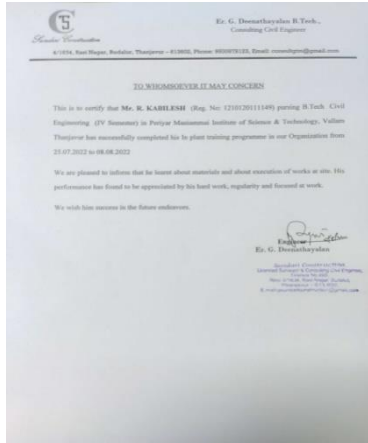 Er. G. Deenathayalan B.Tech.,
Consulting Civil Engineer
TO WHOMSOEVER IT MAY CONCERN
This is to certify that Mr. R. KABILESH (Reg. No: 121012011149) pursing B.Tech. Civil
Engineering (IV Semester) in Periyar Maniammai Institute of Science & Technology, Vallam
Thanjavur has successfully completed his In plant training programme in our Organization from
25.07.2022 to 08.08.2022
We are pleased to inform that he learnt about materials and about execution of works at site. His
performance has found to be appreciated by his hard work, regularity and focused at work.
We wish him success in the future endeavors.
Engineer
Er. G. Deenathayalan